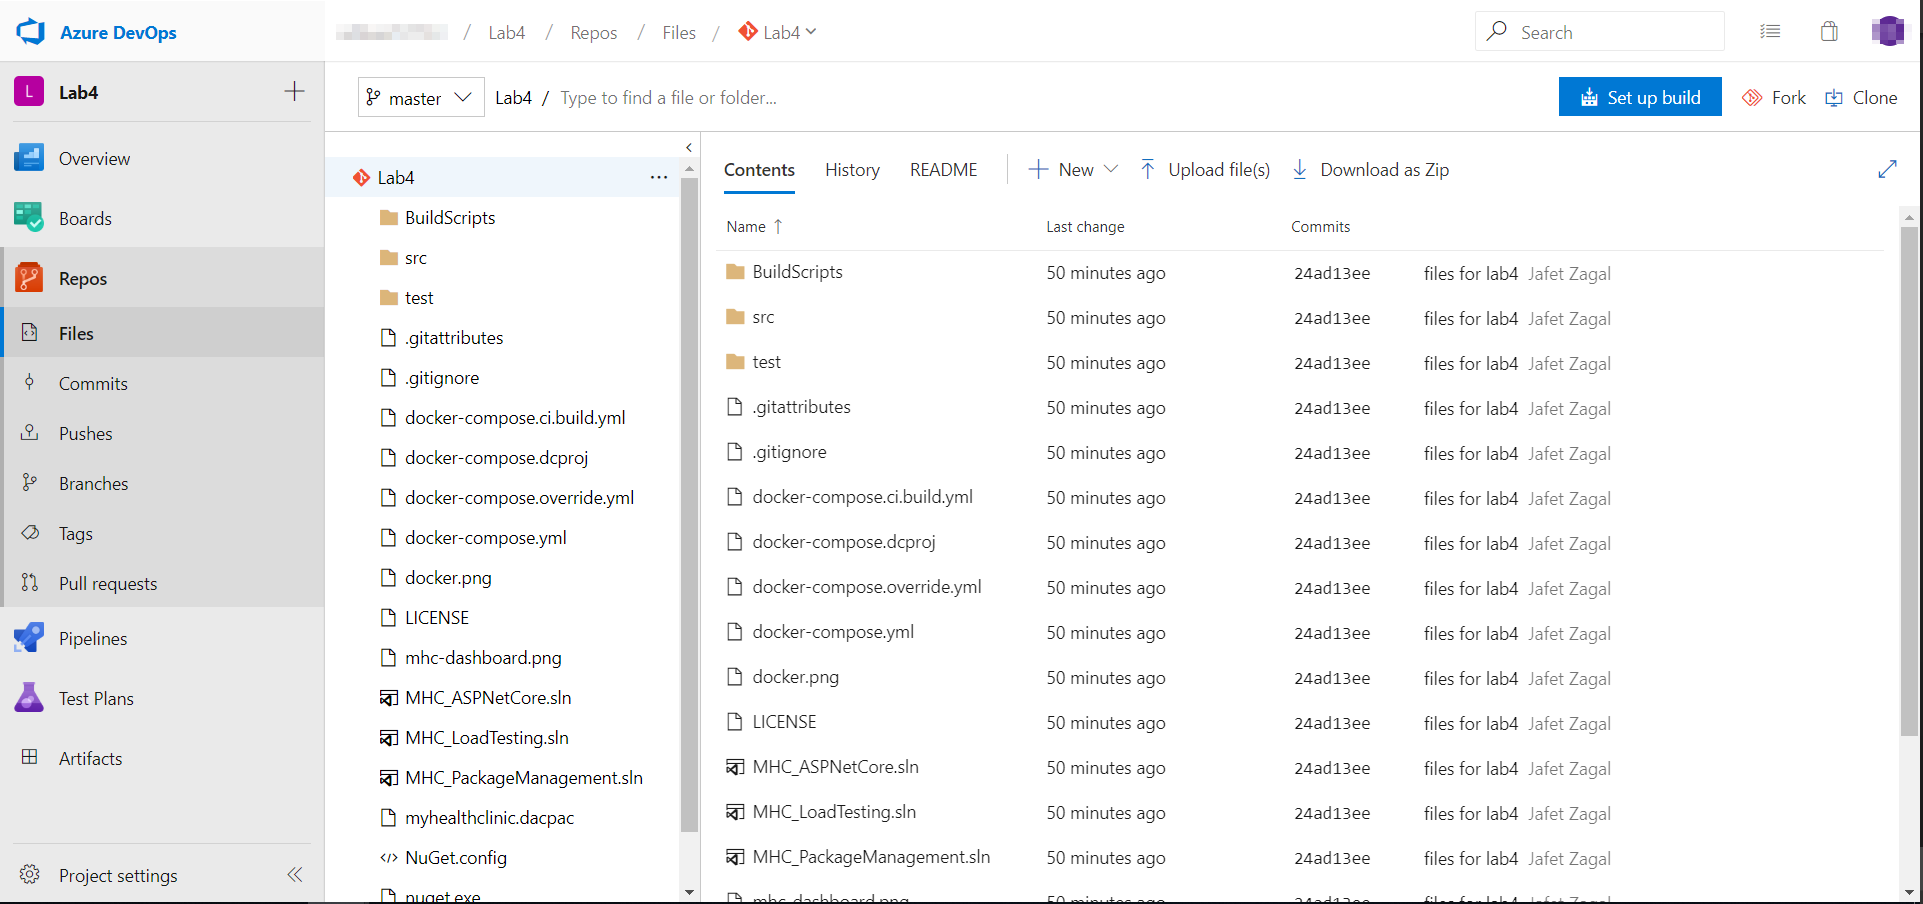 Azure DevOps
/ Lab4 / Repos / Files / Lab4
Search
L Lab4
Overview
Boards
Repos
Files
Commits
Pushes
Branches
Tags
Pull requests
Pipelines
Test Plans
Artifacts
Project settings
master
Lab4 / Type to find a file or folder...
Set up build
Fork
Clone
Lab4 ...
BuildScripts
src
test
.gitattributes
.gitignore
docker-compose.ci.build.yml
docker-compose.dcproj
docker-compose.override.yml
docker-compose.yml
docker.png
LICENSE
mhc-dashboard.png
MHC_ASPNetCore.sln
MHC_LoadTesting.sln
MHC_PackageManagement.sln
myhealthclinic.dacpac
NuGet.config
nuget.exe
Contents History README New Upload file(s) Download as Zip
Name Last change Commits
BuildScripts 50 minutes ago 24ad13ee files for lab4 Jafet Zagal
src 50 minutes ago 24ad13ee files for lab4 Jafet Zagal
test 50 minutes ago 24ad13ee files for lab4 Jafet Zagal
.gitattributes 50 minutes ago 24ad13ee files for lab4 Jafet Zagal
.gitignore 50 minutes ago 24ad13ee files for lab4 Jafet Zagal
docker-compose.ci.build.yml 50 minutes ago 24ad13ee files for lab4 Jafet Zagal
docker-compose.dcproj 50 minutes ago 24ad13ee files for lab4 Jafet Zagal
docker-compose.override.yml 50 minutes ago 24ad13ee files for lab4 Jafet Zagal
docker-compose.yml 50 minutes ago 24ad13ee files for lab4 Jafet Zagal
docker.png 50 minutes ago 24ad13ee files for lab4 Jafet Zagal
LICENSE 50 minutes ago 24ad13ee files for lab4 Jafet Zagal
MHC_ASPNetCore.sln 50 minutes ago 24ad13ee files for lab4 Jafet Zagal
MHC_LoadTesting.sln 50 minutes ago 24ad13ee files for lab4 Jafet Zagal
MHC_PackageManagement.sln 50 minutes ago 24ad13ee files for lab4 Jafet Zagal
mhc-dashboard.png 50 minutes ago 24ad13ee files for lab4 Jafet Zagal